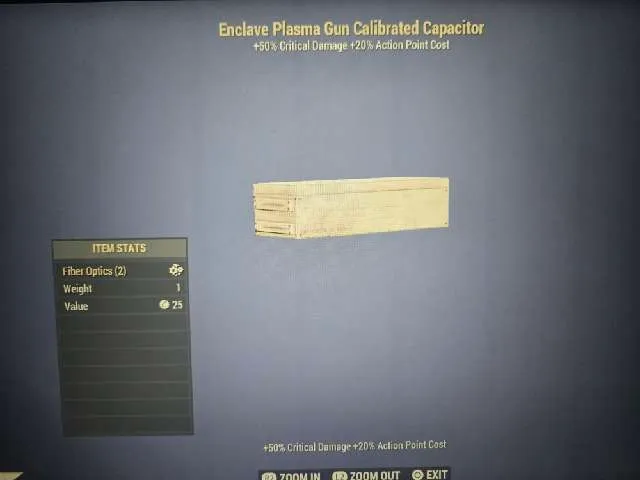 Enclave Plasma Gun Calibrated Capacitor
+50% Critical Damage +20% Action Point Cost
ITEM STATS
Fiber Optics (2)
Weight 1
Value 25
+50% Critical Damage +20% Action Point Cost
ZOOM IN ZOOM OUT EXIT